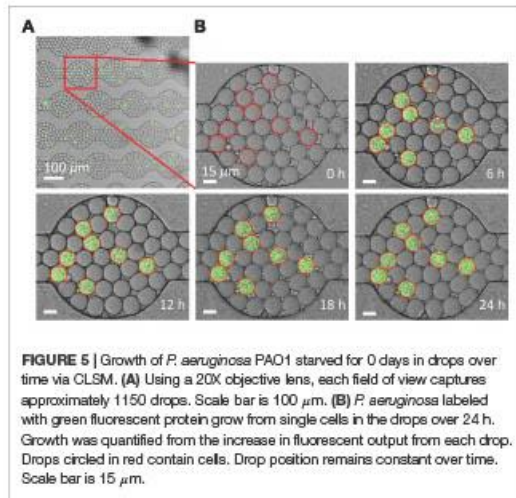 A
B
100 µm
15 µm
0 h
6 h
12 h
18 h
24 h
FIGURE 5 | Growth of P. aeruginosa PAO1 starved for 0 days in drops over
time via CLSM. (A) Using a 20X objective lens, each field of view captures
approximately 1150 drops. Scale bar is 100 µm. (B) P. aeruginosa labeled
with green fluorescent protein grow from single cells in the drops over 24 h.
Growth was quantified from the increase in fluorescent output from each drop.
Drops circled in red contain cells. Drop position remains constant over time.
Scale bar is 15 µm.